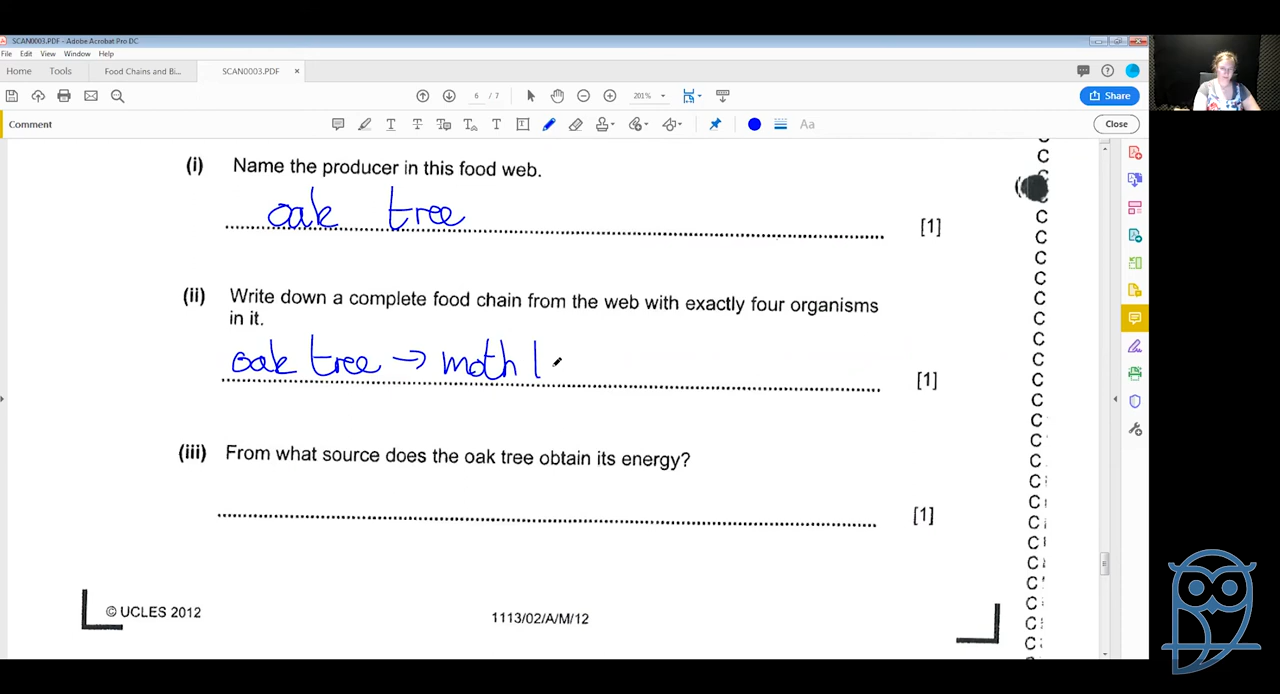 SCAN0003.PDF - Adobe Acrobat Pro DC
File Edit View Window Help
Home Tools Food Chains and Bi... SCAN0003.PDF ×
6 / 7 201% Share
Comment Aa Close
(i) Name the producer in this food web.
oak tree
[1]
(ii) Write down a complete food chain from the web with exactly four organisms
in it.
oak tree → moth l
[1]
(iii) From what source does the oak tree obtain its energy?
[1]
© UCLES 2012
1113/02/A/M/12